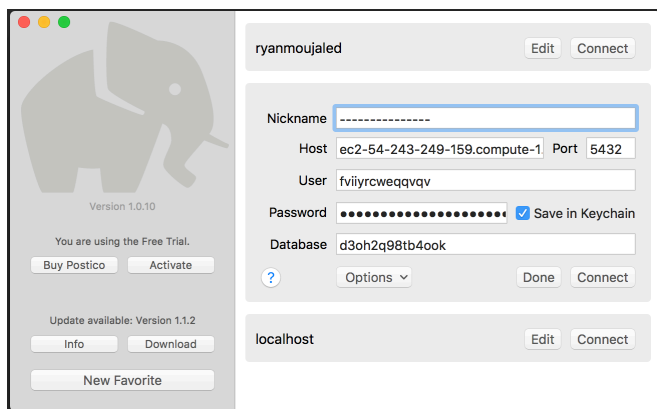 Version 1.0.10
You are using the Free Trial.
Buy Postico Activate
Update available: Version 1.1.2
Info Download
New Favorite
ryanmoujaled Edit Connect
Nickname ---------------
Host ec2-54-243-249-159.compute-1. Port 5432
User fviiyrcweqqvqv
Password ●●●●●●●●●●●●●●●●●●●●● Save in Keychain
Database d3oh2q98tb4ook
? Options Done Connect
localhost Edit Connect